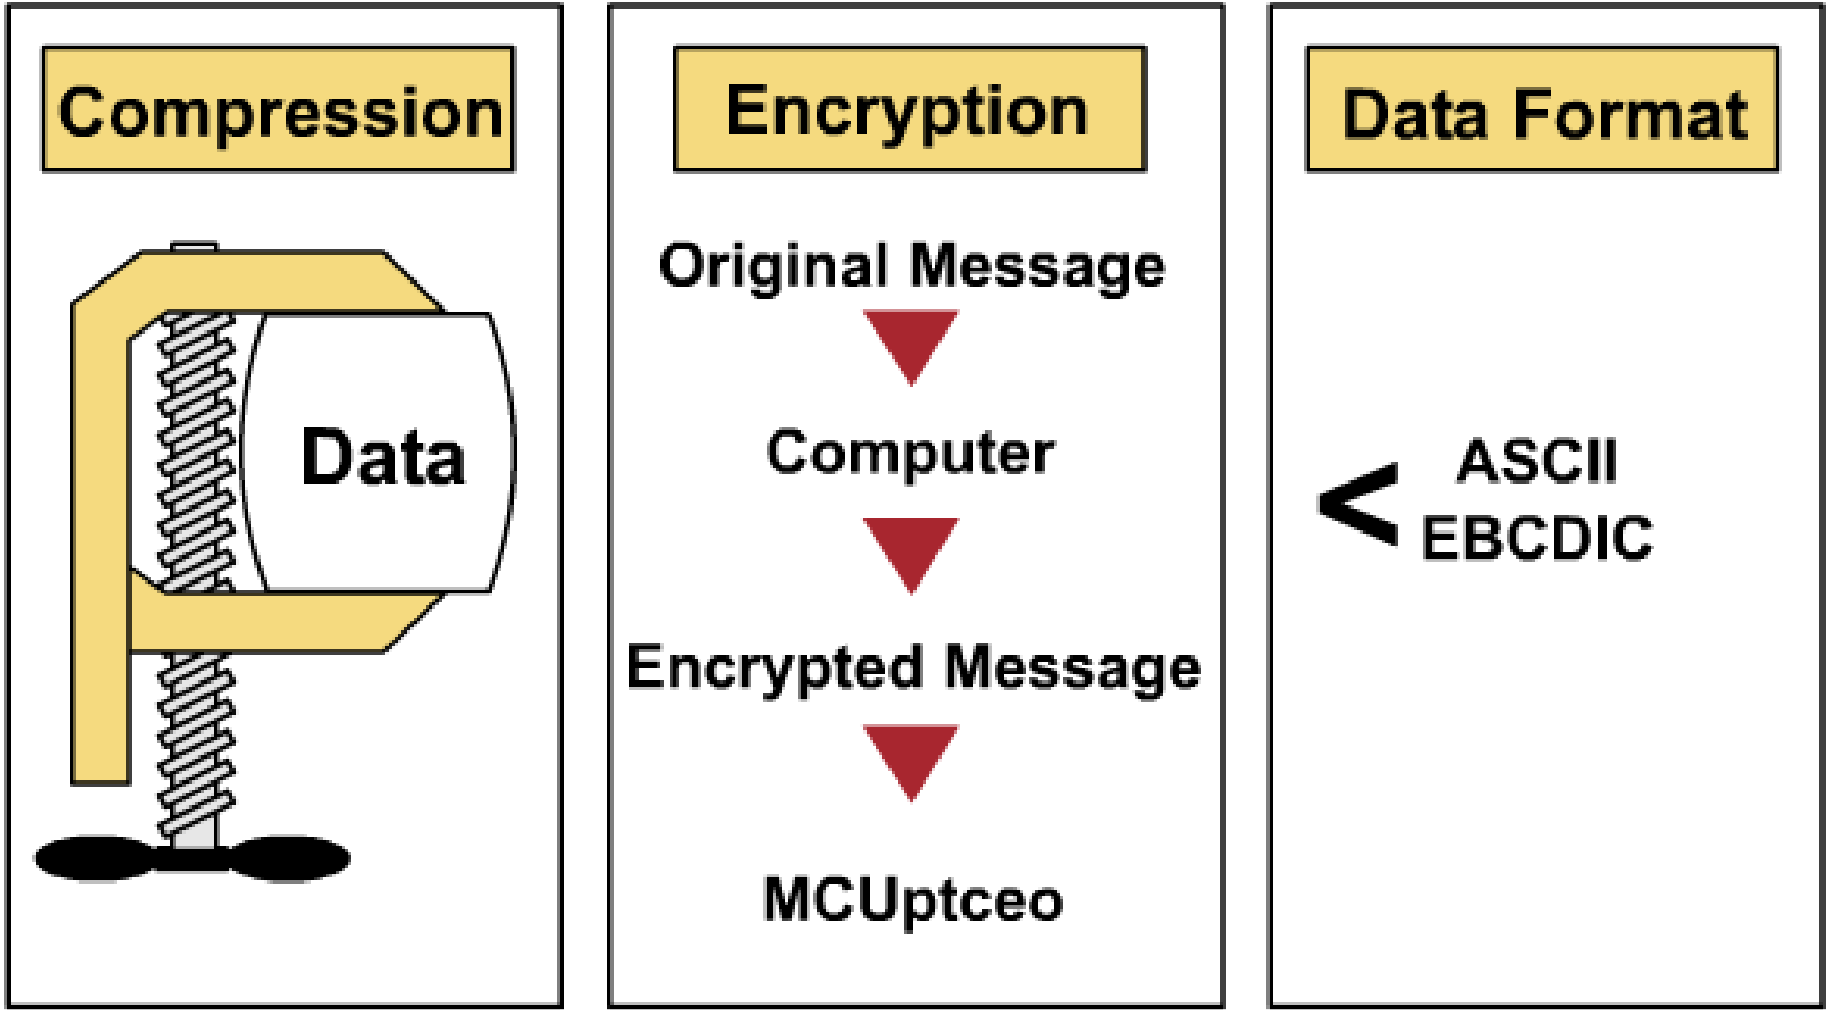 Compression
Data
Encryption
Original Message
Computer
Encrypted Message
MCUptceo
Data Format
<
ASCII
EBCDIC